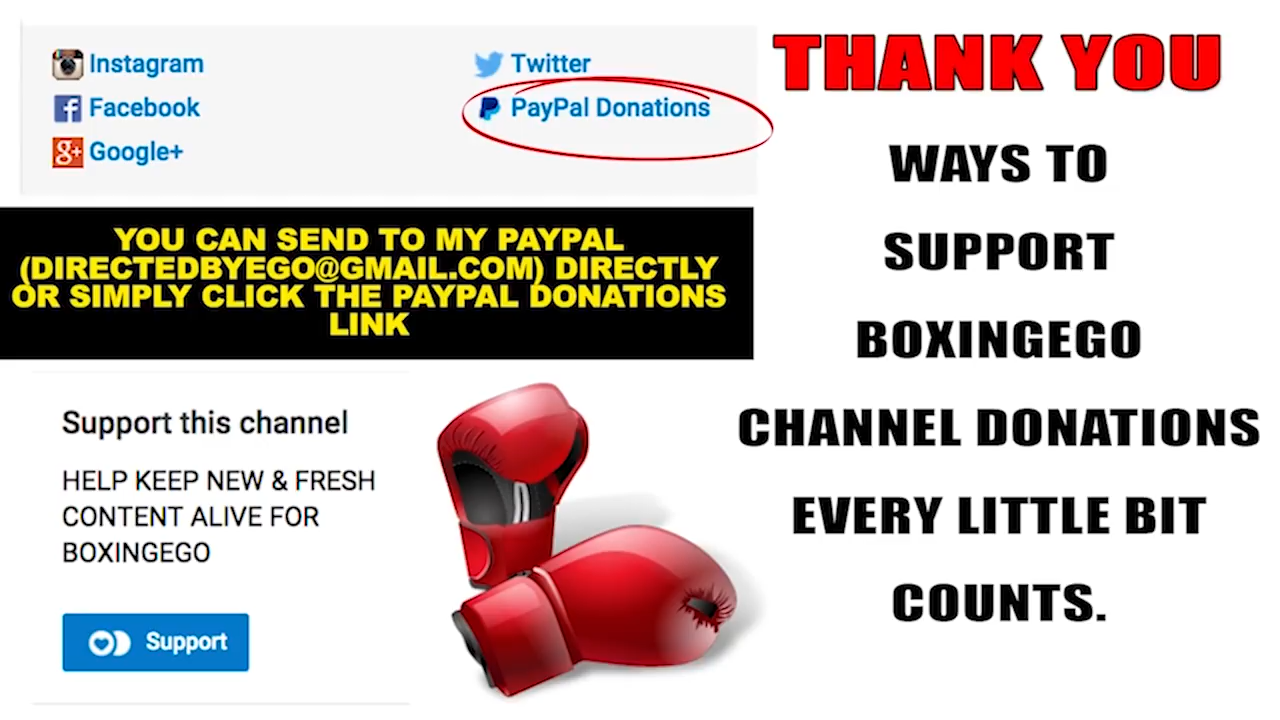 Instagram
Twitter
Facebook
PayPal Donations
Google+
YOU CAN SEND TO MY PAYPAL
(DIRECTEDBYEGO@GMAIL.COM) DIRECTLY
OR SIMPLY CLICK THE PAYPAL DONATIONS
LINK
Support this channel
HELP KEEP NEW & FRESH
CONTENT ALIVE FOR
BOXINGEGO
Support
THANK YOU
WAYS TO
SUPPORT
BOXINGEGO
CHANNEL DONATIONS
EVERY LITTLE BIT
COUNTS.